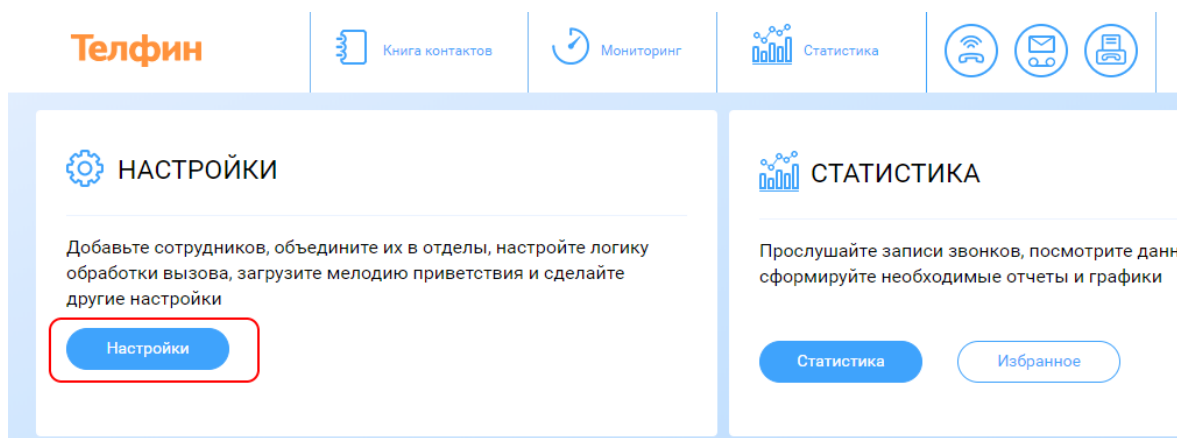 Телфин
Книга контактов
Мониторинг
Статистика
НАСТРОЙКИ
Добавьте сотрудников, объедините их в отделы, настройте логику
обработки вызова, загрузите мелодию приветствия и сделайте
другие настройки
Настройки
СТАТИСТИКА
Прослушайте записи звонков, посмотрите
сформируйте необходимые отчеты и графики
Статистика
Избранное